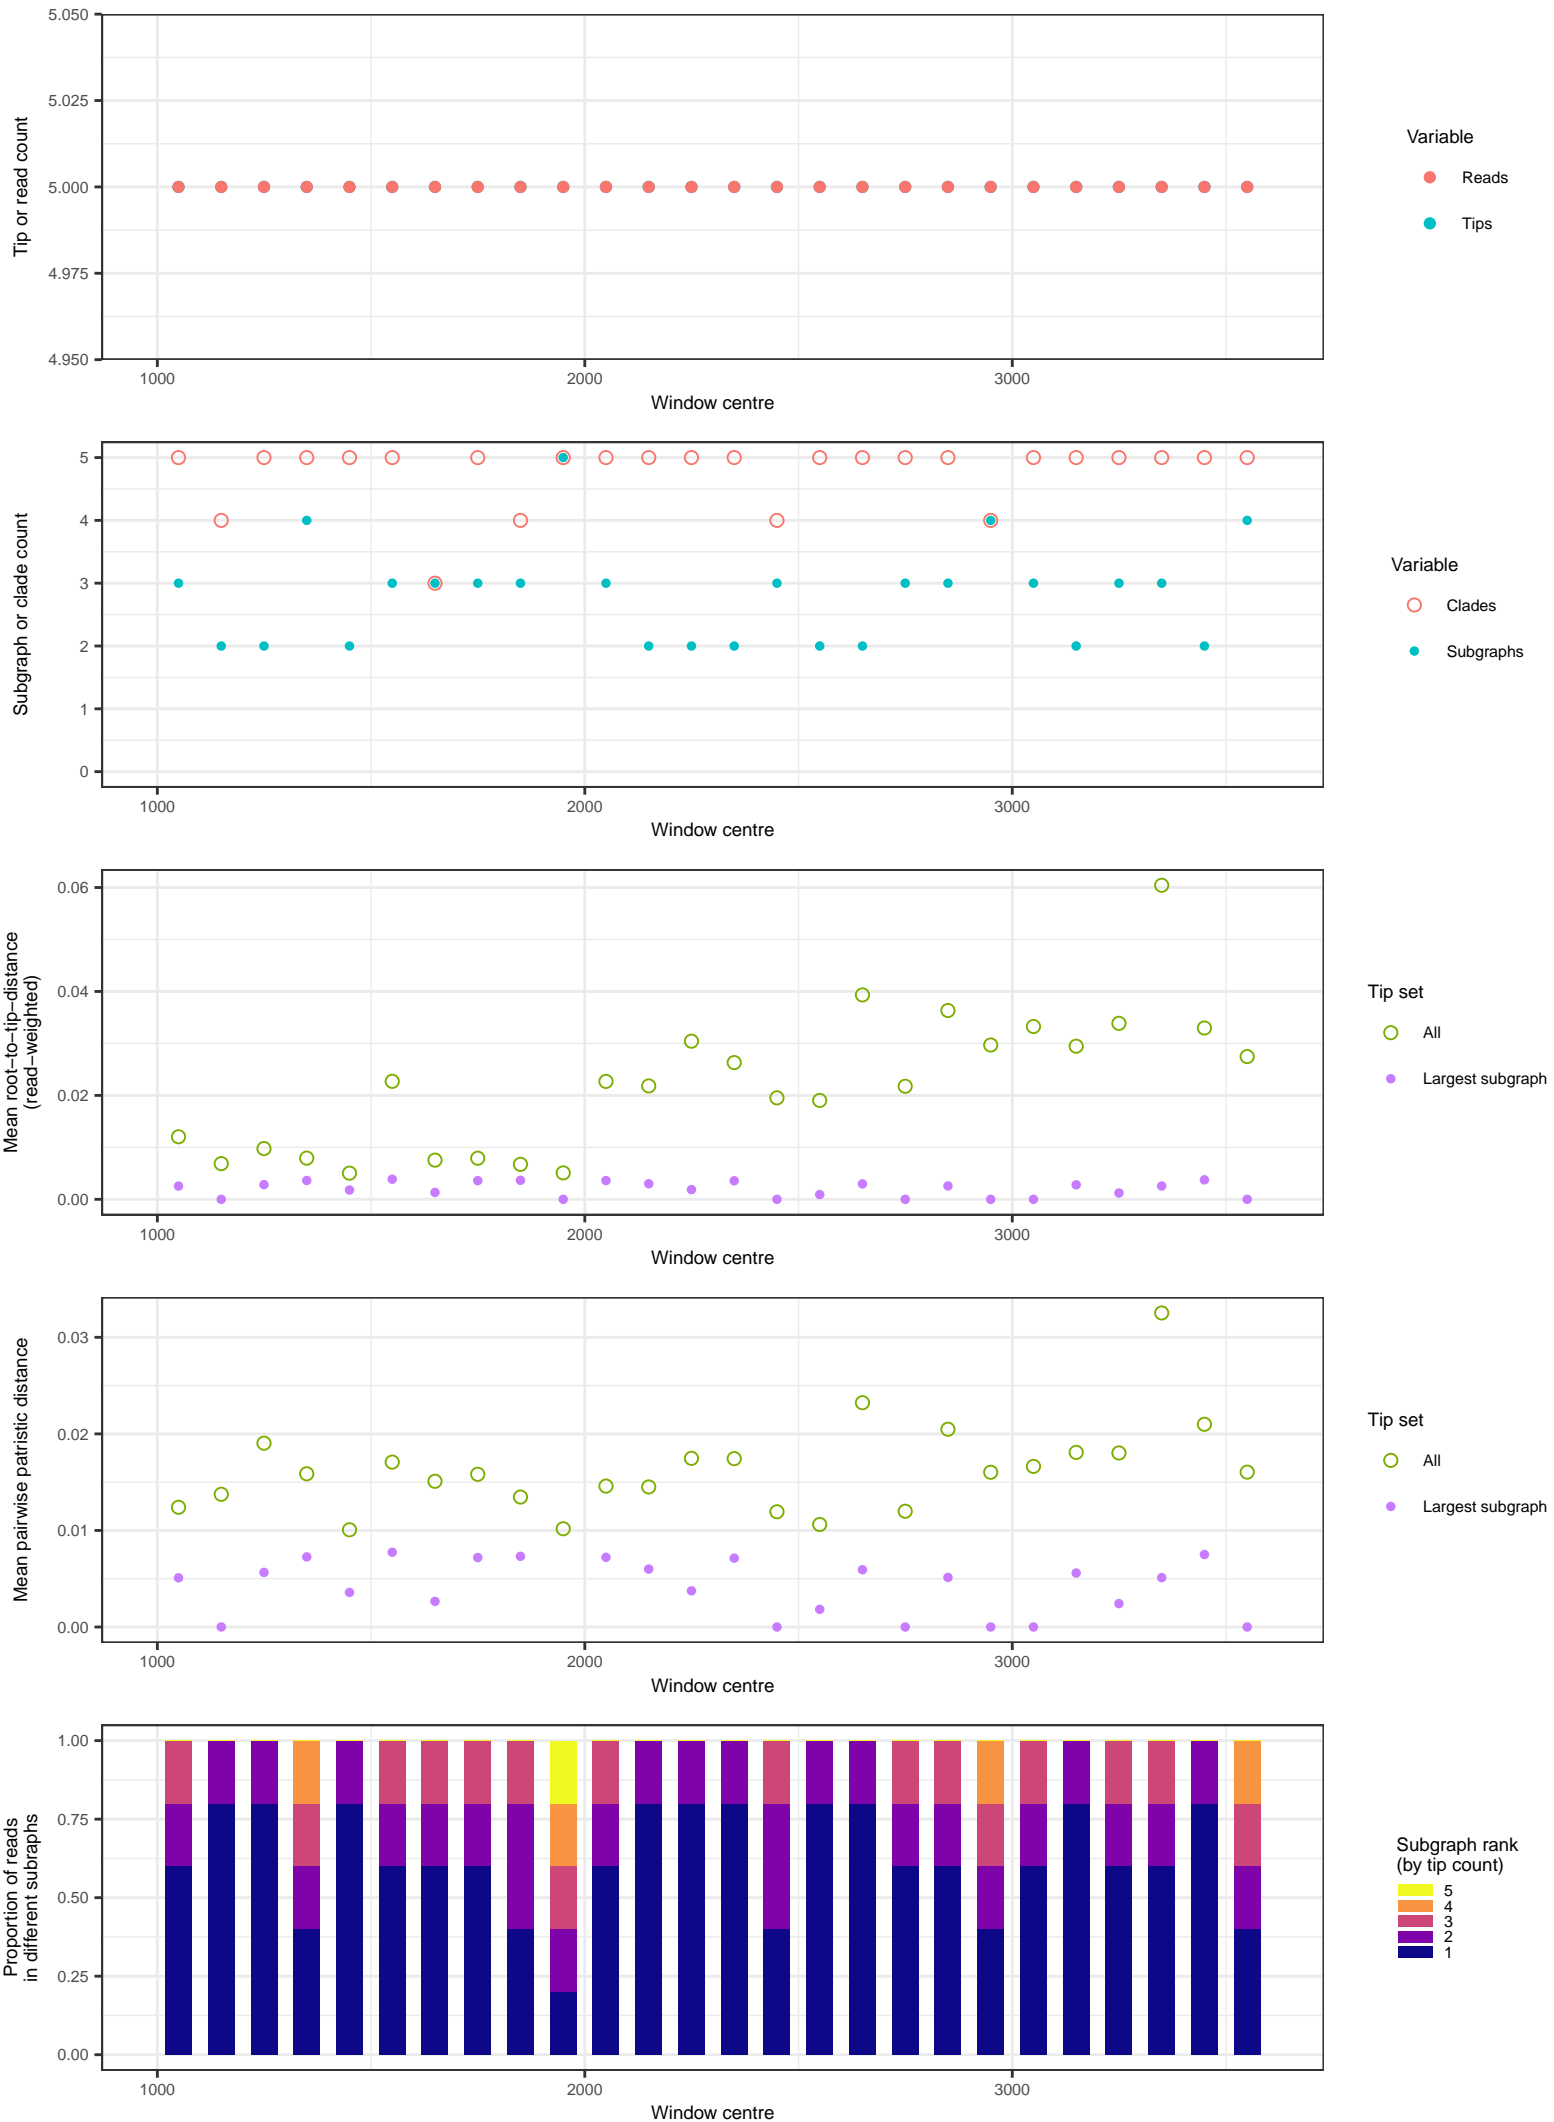 5.050
5.025
5.000
4.975
4.950
Tip or read count
1000
2000
3000
Window centre
Variable
Reads
Tips
5
4
3
2
1
0
Subgraph or clade count
1000
2000
3000
Window centre
Variable
Clades
Subgraphs
0.06
0.04
0.02
0.00
Mean root−to−tip−distance
(read−weighted)
1000
2000
3000
Window centre
Tip set
All
Largest subgraph
0.03
0.02
0.01
0.00
Mean pairwise patristic distance
1000
2000
3000
Window centre
Tip set
All
Largest subgraph
1.00
0.75
0.50
0.25
0.00
Proportion of reads
in different subraphs
1000
2000
3000
Window centre
Subgraph rank
(by tip count)
5
4
3
2
1